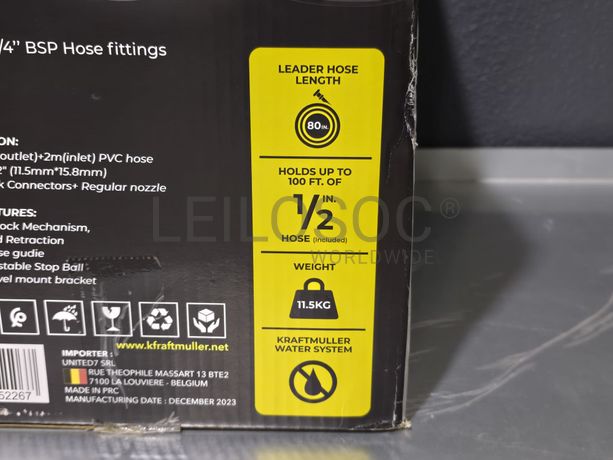 /4" BSP Hose fittings
ON:
outlet)+2m(inlet) PVC hose
2" (11.5mm*15.8mm)
k Connectors+ Regular nozzle
TURES:
ock Mechanism,
d Retraction
se gudie
stable Stop Ball
vel mount bracket
www.kfraftmuller.net
IMPORTER :
UNITED7 SRL
RUE THEOPHILE MASSART 13 BTE2
7100 LA LOUVIERE - BELGIUM
MADE IN PRC
MANUFACTURING DATE : DECEMBER 2023
52267
LEADER HOSE
LENGTH
80IN.
HOLDS UP TO
100 FT. OF
1/2 IN.
HOSE (included)
WEIGHT
11.5KG
KRAFTMULLER
WATER SYSTEM
LEILOSOC®
WORLDWIDE